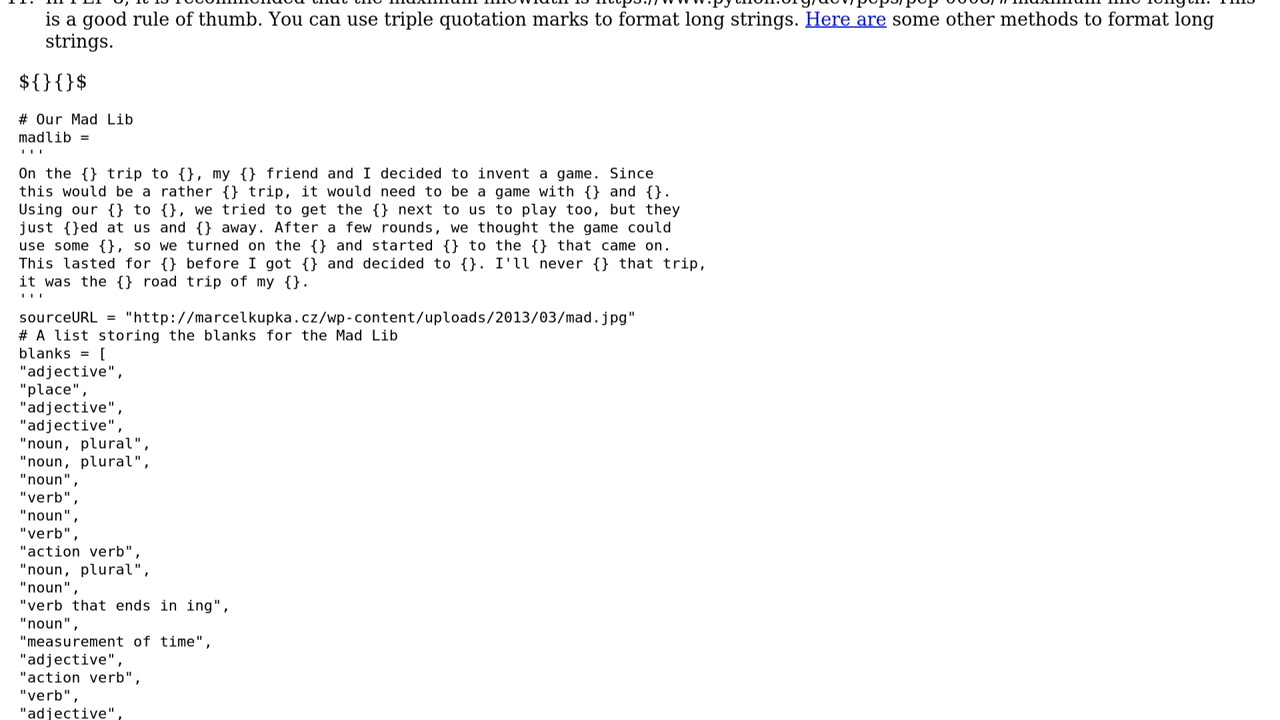 is a good rule of thumb. You can use triple quotation marks to format long strings. Here are some other methods to format long
strings.
${}{}$
# Our Mad Lib
madlib =
'''
On the {} trip to {}, my {} friend and I decided to invent a game. Since
this would be a rather {} trip, it would need to be a game with {} and {}.
Using our {} to {}, we tried to get the {} next to us to play too, but they
just {}ed at us and {} away. After a few rounds, we thought the game could
use some {}, so we turned on the {} and started {} to the {} that came on.
This lasted for {} before I got {} and decided to {}. I'll never {} that trip,
it was the {} road trip of my {}.
'''
sourceURL = "http://marcelkupka.cz/wp-content/uploads/2013/03/mad.jpg"
# A list storing the blanks for the Mad Lib
blanks = [
"adjective",
"place",
"adjective",
"adjective",
"noun, plural",
"noun, plural",
"noun",
"verb",
"noun",
"verb",
"action verb",
"noun, plural",
"noun",
"verb that ends in ing",
"noun",
"measurement of time",
"adjective",
"action verb",
"verb",
"adjective",